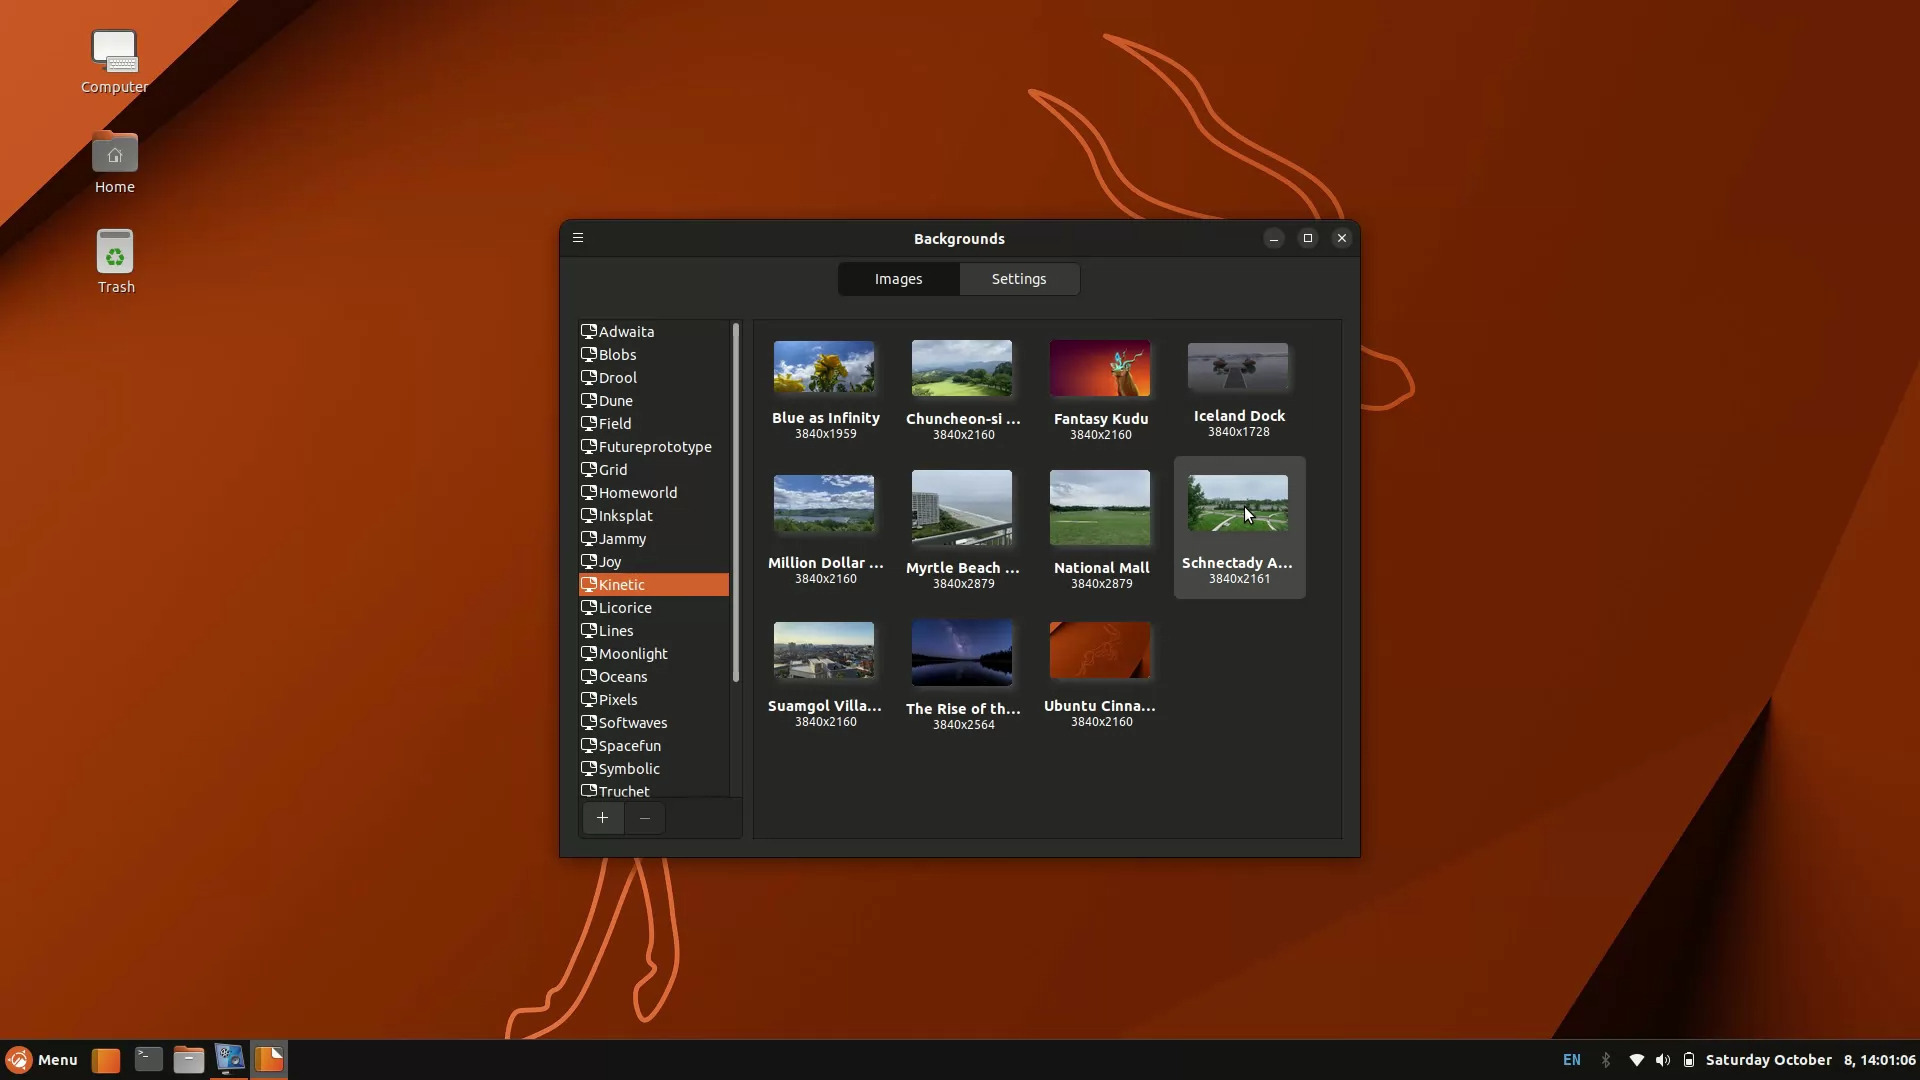 Computer
Home
Trash
Backgrounds
Images
Settings
Adwaita
Blobs
Drool
Dune
Field
Futureprototype
Grid
Homeworld
Inksplat
Jammy
Joy
Kinetic
Licorice
Lines
Moonlight
Oceans
Pixels
Softwaves
Spacefun
Symbolic
Truchet
Blue as Infinity
3840x1959
Chuncheon-si ...
3840x2160
Fantasy Kudu
3840x2160
Iceland Dock
3840x1728
Million Dollar ...
3840x2160
Myrtle Beach ...
3840x2879
National Mall
3840x2879
Schnectady A...
3840x2161
Suamgol Villa...
3840x2160
The Rise of th...
3840x2564
Ubuntu Cinna...
3840x2160
Menu
EN
Saturday October 8, 14:01:06